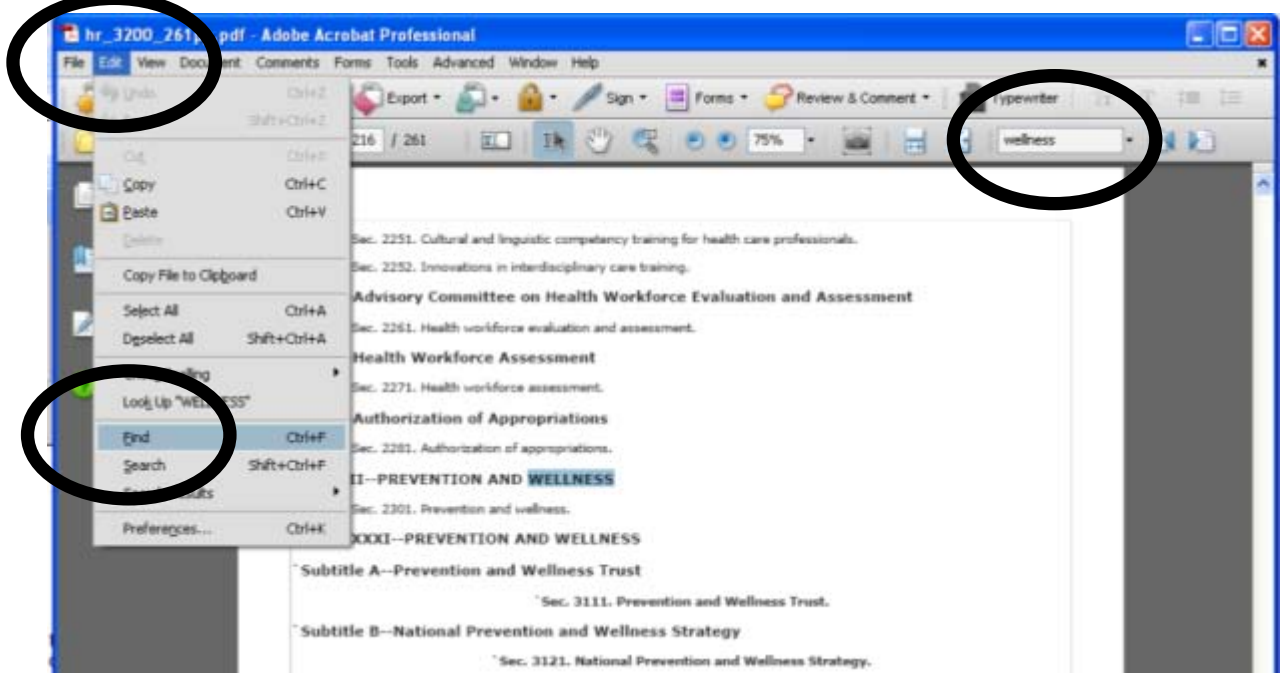 hr_3200_261p pdf - Adobe Acrobat Professional
File Edit View Document Comments Forms Tools Advanced Window Help
Undo Ctrl+Z
Shift+Ctrl+Z
Cut Ctrl+X
Copy Ctrl+C
Paste Ctrl+V
Delete
Copy File to Clipboard
Select All Ctrl+A
Deselect All Shift+Ctrl+A
Look Up "WELLNESS"
Find Ctrl+F
Search Shift+Ctrl+F
Preferences... Ctrl+K
Export Sign Forms Review & Comment Typewriter
216 / 261 75% wellness
Sec. 2251. Cultural and linguistic competency training for health care professionals.
Sec. 2252. Innovations in interdisciplinary care training.
Advisory Committee on Health Workforce Evaluation and Assessment
Sec. 2261. Health workforce evaluation and assessment.
Health Workforce Assessment
Sec. 2271. Health workforce assessment.
Authorization of Appropriations
Sec. 2281. Authorization of appropriations.
II--PREVENTION AND WELLNESS
Sec. 2301. Prevention and wellness.
XXXI--PREVENTION AND WELLNESS
`Subtitle A--Prevention and Wellness Trust
`Sec. 3111. Prevention and Wellness Trust.
`Subtitle B--National Prevention and Wellness Strategy
`Sec. 3121. National Prevention and Wellness Strategy.